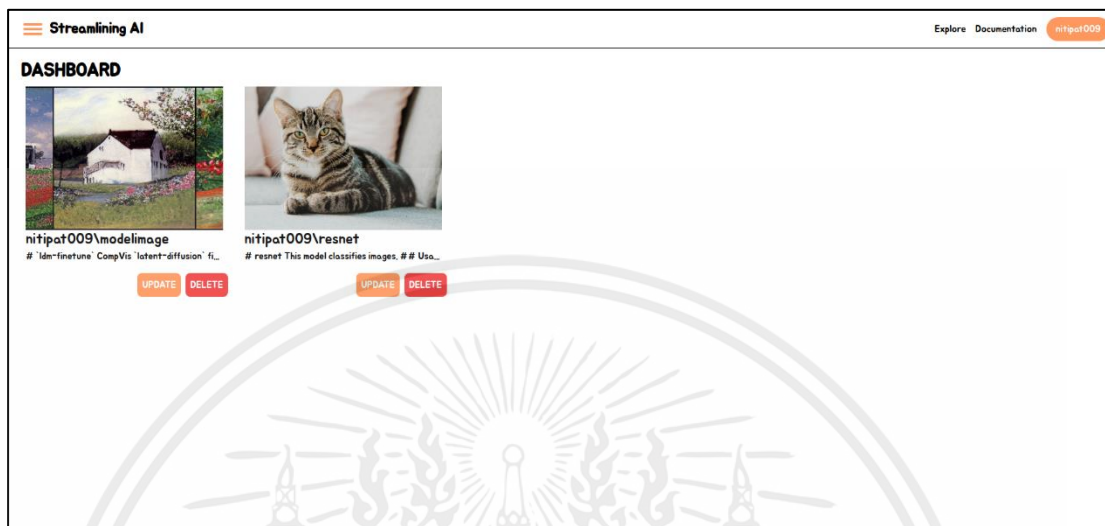 Streamlining AI
Explore Documentation nitipat009
DASHBOARD
nitipat009\modelimage
# `ldm-finetune` CompVis `latent-diffusion` fi...
UPDATE DELETE
nitipat009\resnet
# resnet This model classifies images. ## Usa...
UPDATE DELETE